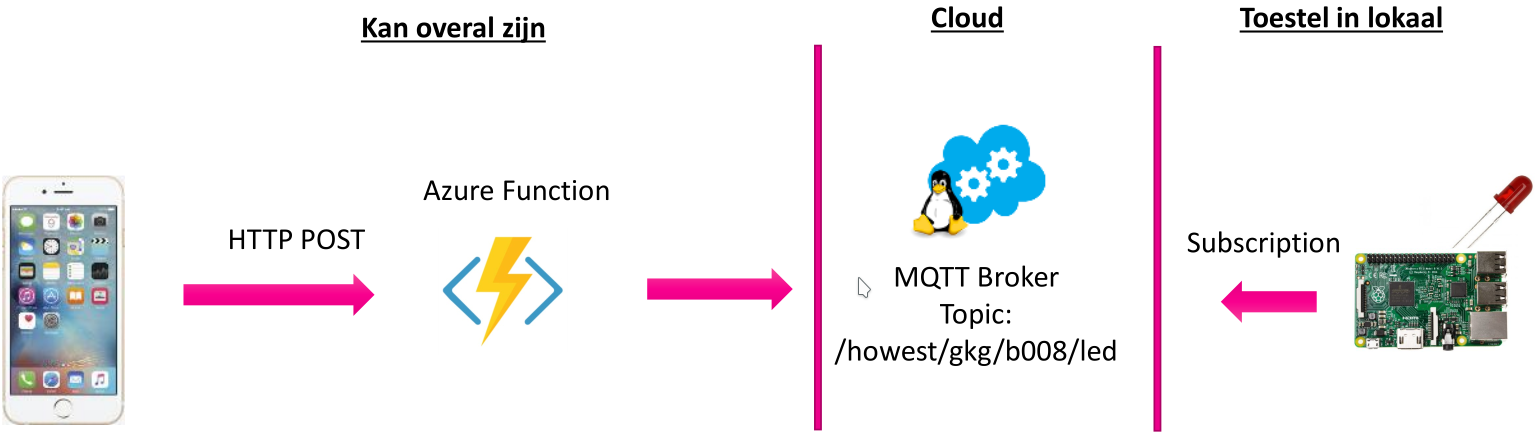 Kan overal zijn
Cloud
Toestel in lokaal
HTTP POST
Azure Function
MQTT Broker
Topic:
/howest/gkg/b008/led
Subscription